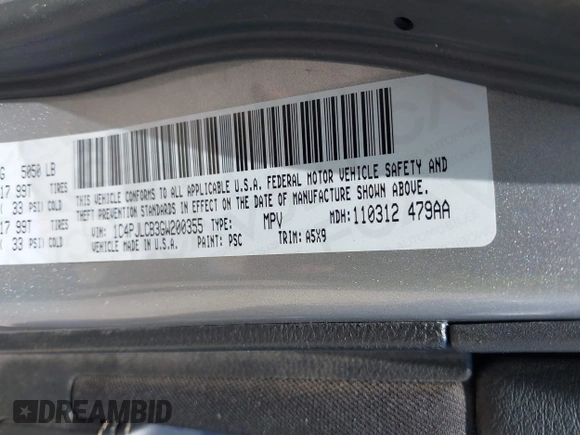 G 5050 LB
17 99T TIRES
33 PSI) COLD
17 99T TIRES
33 PSI) COLD
THIS VEHICLE CONFORMS TO ALL APPLICABLE U.S.A. FEDERAL MOTOR VEHICLE SAFETY AND
THEFT PREVENTION STANDARDS IN EFFECT ON THE DATE OF MANUFACTURE SHOWN ABOVE.
VIN: 1C4PJLCB3GW200355 TYPE: MPV MDH:110312 479AA
VEHICLE MADE IN U.S.A. PAINT: PSC TRIM: A5X9
DREAMBID